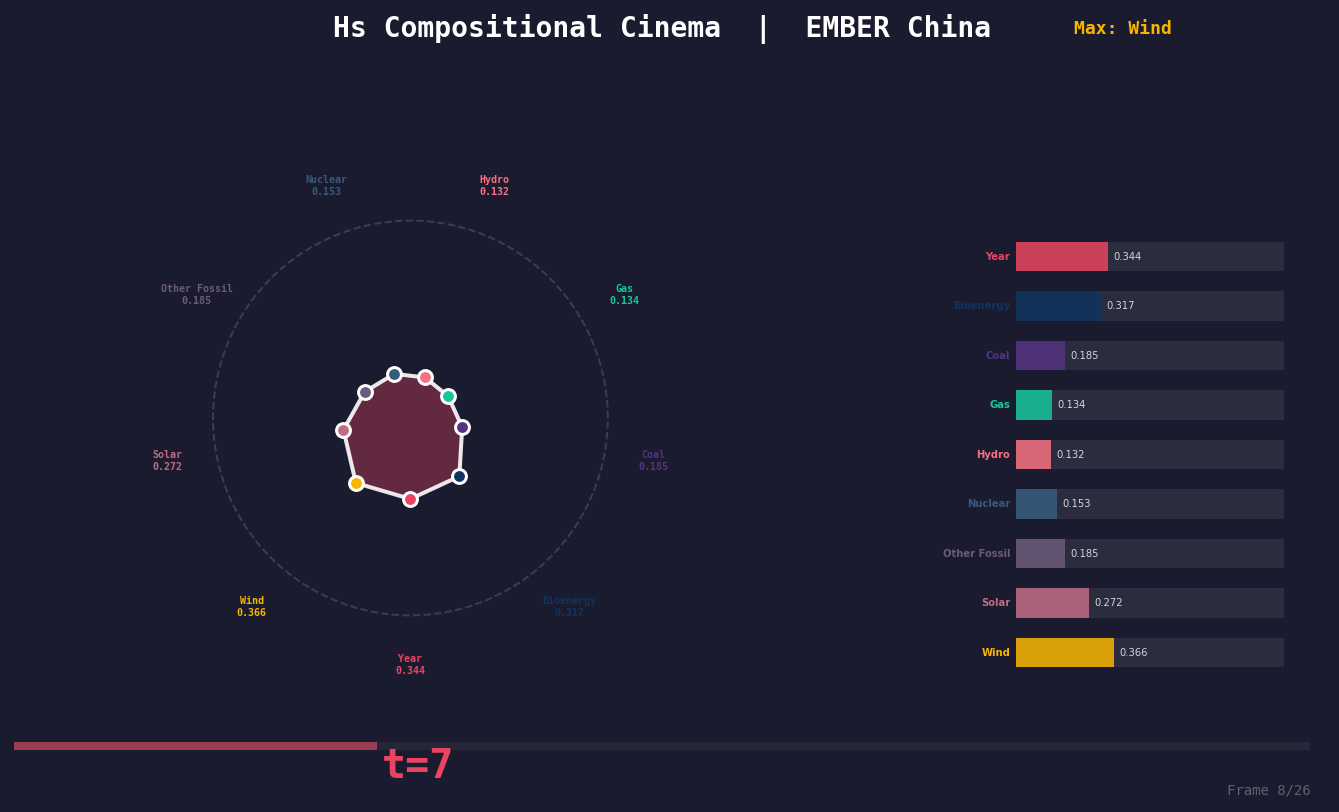 Hs Compositional Cinema  |  EMBER China
Max: Wind
Nuclear
0.153
Hydro
0.132
Other Fossil
0.185
Gas
0.134
Solar
0.272
Coal
0.185
Wind
0.366
Bioenergy
0.317
Year
0.344
Year 0.344
Bioenergy 0.317
Coal 0.185
Gas 0.134
Hydro 0.132
Nuclear 0.153
Other Fossil 0.185
Solar 0.272
Wind 0.366
t=7
Frame 8/26